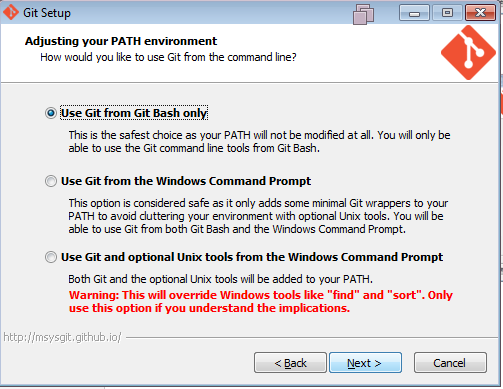 Git Setup
Adjusting your PATH environment
How would you like to use Git from the command line?
Use Git from Git Bash only
This is the safest choice as your PATH will not be modified at all. You will only
be able to use the Git command line tools from Git Bash.
Use Git from the Windows Command Prompt
This option is considered safe as it only adds some minimal Git wrappers to your
PATH to avoid cluttering your environment with optional Unix tools. You will be
able to use Git from both Git Bash and the Windows Command Prompt.
Use Git and optional Unix tools from the Windows Command Prompt
Both Git and the optional Unix tools will be added to your PATH.
Warning: This will override Windows tools like "find" and "sort". Only
use this option if you understand the implications.
http://msysgit.github.io/
< Back Next > Cancel